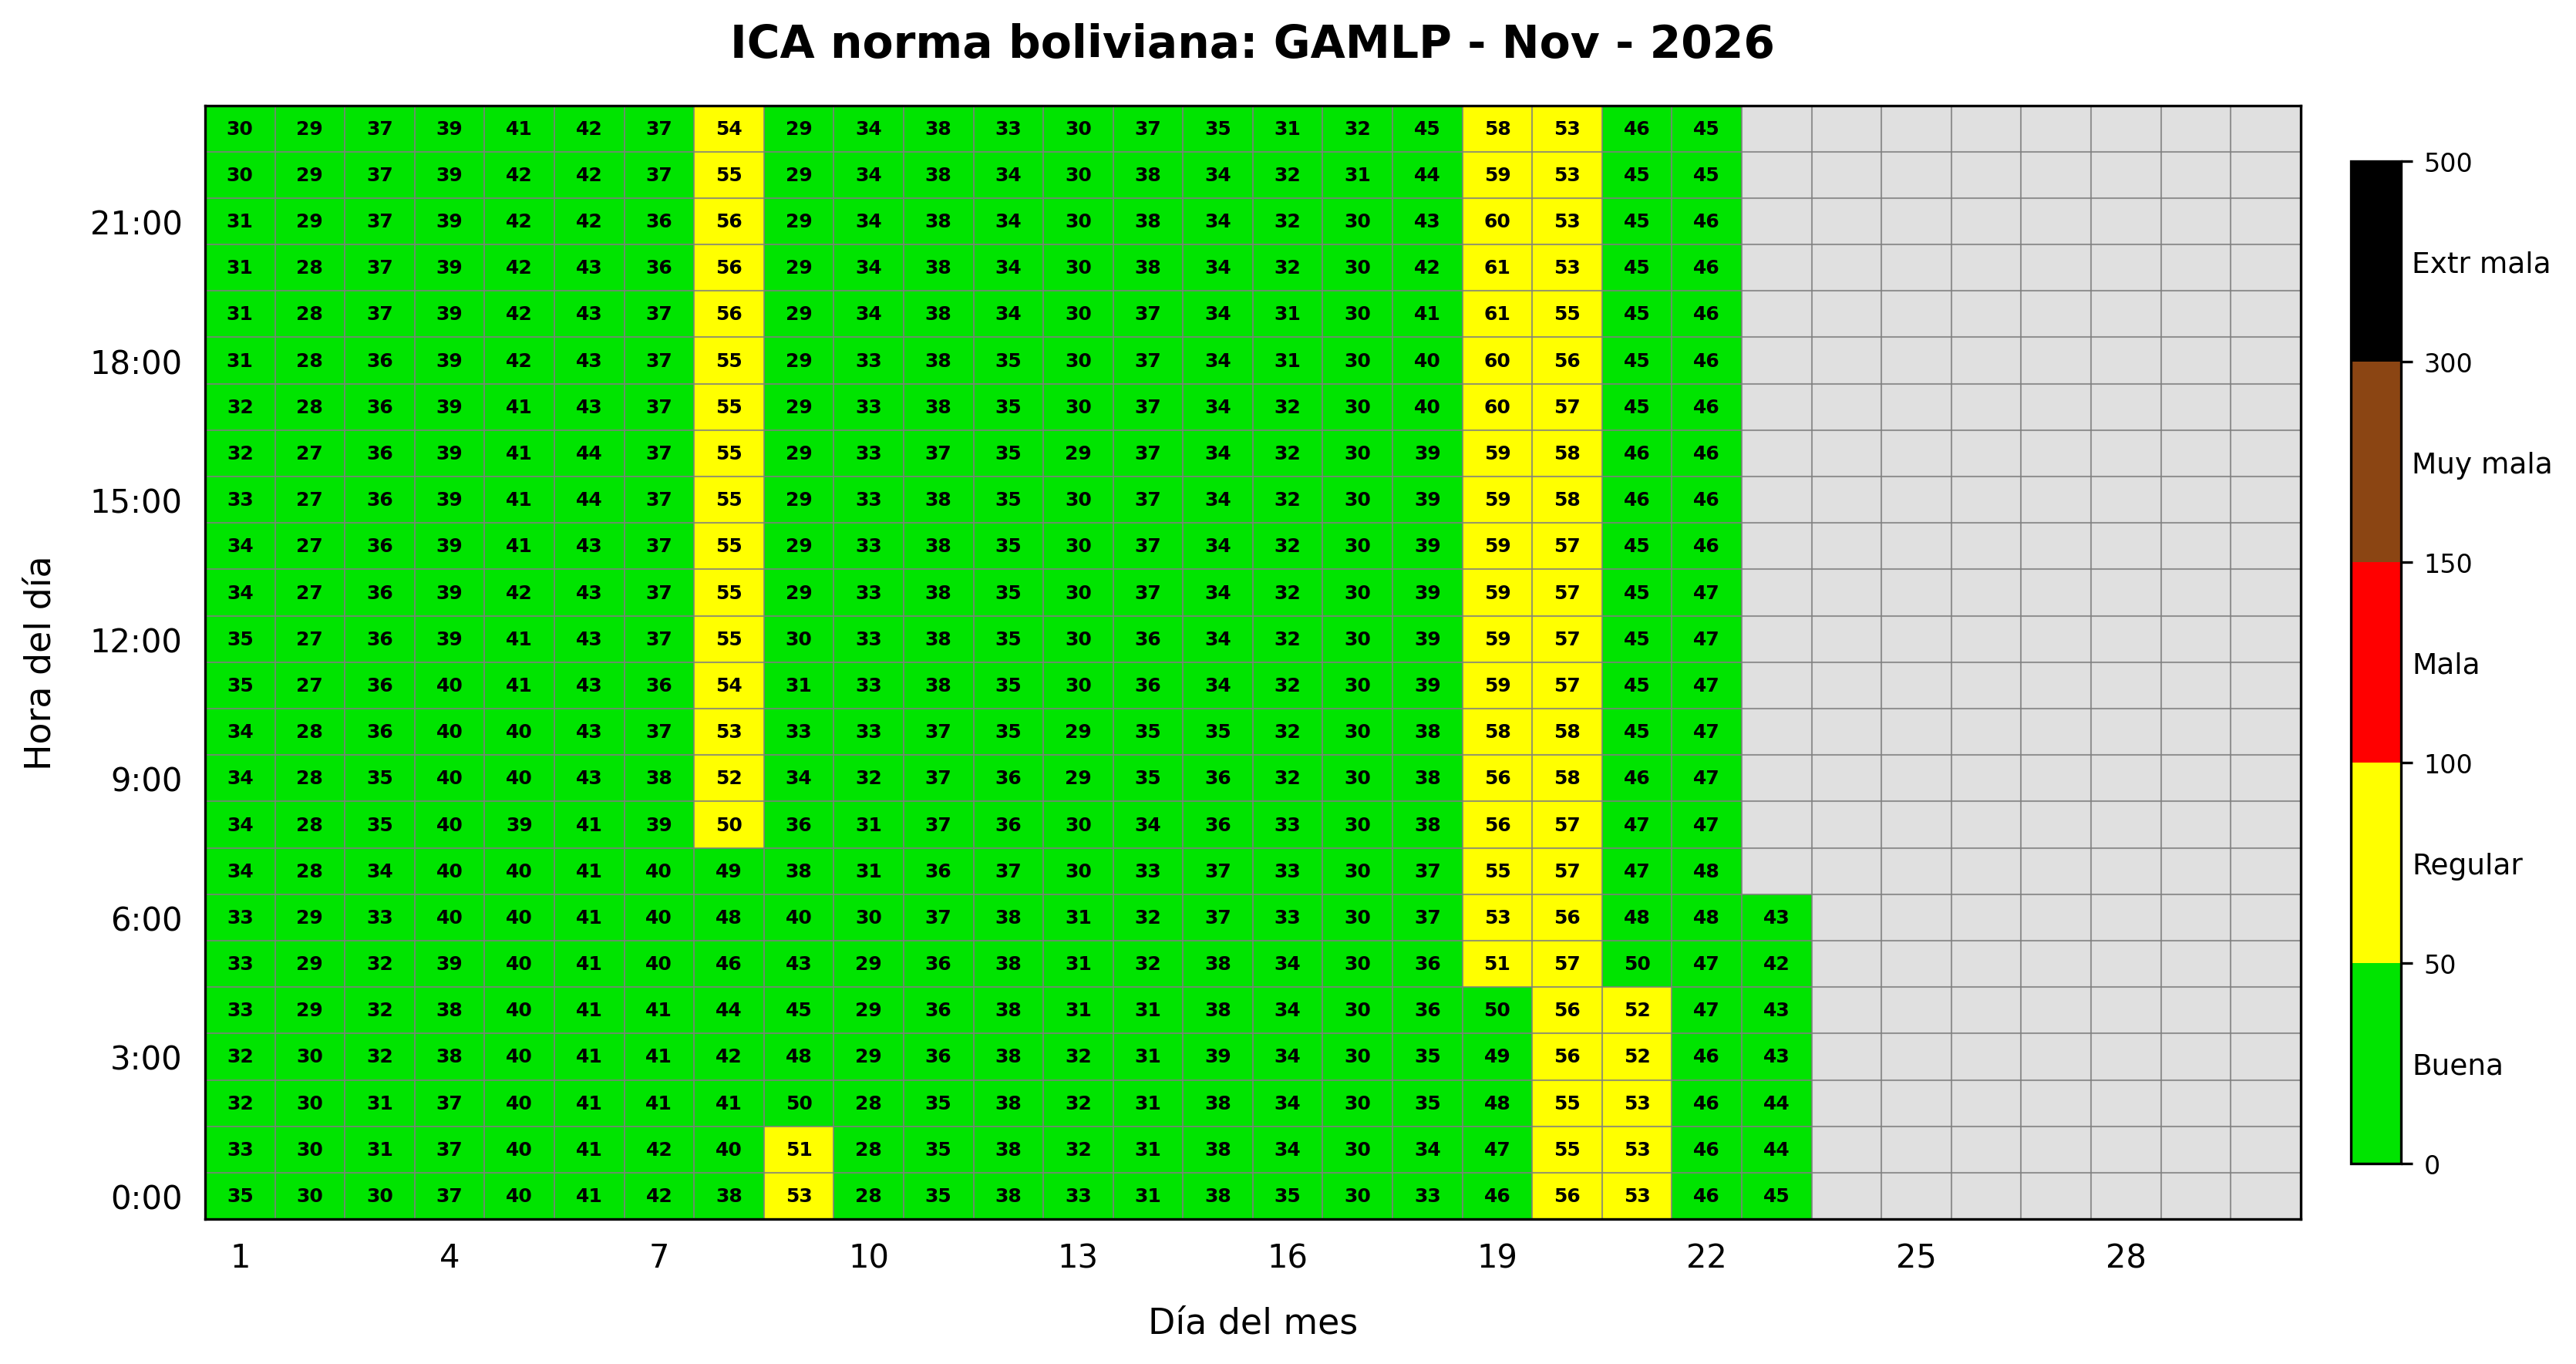 ICA norma boliviana: GAMLP - Nov - 2026
30 29 37 39 41 42 37 54 29 34 38 33 30 37 35 31 32 45 58 53 46 45
30 29 37 39 42 42 37 55 29 34 38 34 30 38 34 32 31 44 59 53 45 45
21:00 31 29 37 39 42 42 36 56 29 34 38 34 30 38 34 32 30 43 60 53 45 46
31 28 37 39 42 43 36 56 29 34 38 34 30 38 34 32 30 42 61 53 45 46
31 28 37 39 42 43 37 56 29 34 38 34 30 37 34 31 30 41 61 55 45 46
18:00 31 28 36 39 42 43 37 55 29 33 38 35 30 37 34 31 30 40 60 56 45 46
32 28 36 39 41 43 37 55 29 33 38 35 30 37 34 32 30 40 60 57 45 46
32 27 36 39 41 44 37 55 29 33 37 35 29 37 34 32 30 39 59 58 46 46
15:00 33 27 36 39 41 44 37 55 29 33 38 35 30 37 34 32 30 39 59 58 46 46
34 27 36 39 41 43 37 55 29 33 38 35 30 37 34 32 30 39 59 57 45 46
34 27 36 39 42 43 37 55 29 33 38 35 30 37 34 32 30 39 59 57 45 47
12:00 35 27 36 39 41 43 37 55 30 33 38 35 30 36 34 32 30 39 59 57 45 47
35 27 36 40 41 43 36 54 31 33 38 35 30 36 34 32 30 39 59 57 45 47
34 28 36 40 40 43 37 53 33 33 37 35 29 35 35 32 30 38 58 58 45 47
9:00 34 28 35 40 40 43 38 52 34 32 37 36 29 35 36 32 30 38 56 58 46 47
34 28 35 40 39 41 39 50 36 31 37 36 30 34 36 33 30 38 56 57 47 47
34 28 34 40 40 41 40 49 38 31 36 37 30 33 37 33 30 37 55 57 47 48
6:00 33 29 33 40 40 41 40 48 40 30 37 38 31 32 37 33 30 37 53 56 48 48 43
33 29 32 39 40 41 40 46 43 29 36 38 31 32 38 34 30 36 51 57 50 47 42
33 29 32 38 40 41 41 44 45 29 36 38 31 31 38 34 30 36 50 56 52 47 43
3:00 32 30 32 38 40 41 41 42 48 29 36 38 32 31 39 34 30 35 49 56 52 46 43
32 30 31 37 40 41 41 41 50 28 35 38 32 31 38 34 30 35 48 55 53 46 44
33 30 31 37 40 41 42 40 51 28 35 38 32 31 38 34 30 34 47 55 53 46 44
0:00 35 30 30 37 40 41 42 38 53 28 35 38 33 31 38 35 30 33 46 56 53 46 45
1 4 7 10 13 16 19 22 25 28
Día del mes
Hora del día
500
Extr mala
300
Muy mala
150
Mala
100
Regular
50
Buena
0